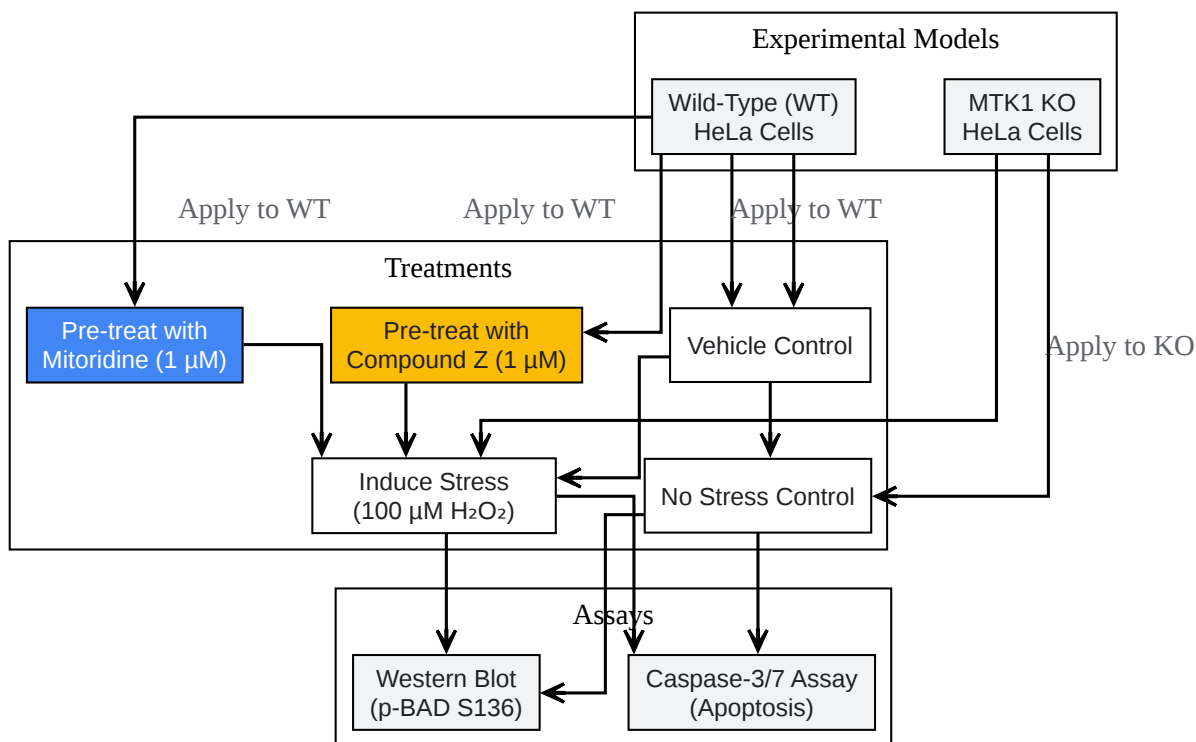 Experimental Models
Wild-Type (WT)
HeLa Cells
MTK1 KO
HeLa Cells
Apply to WT
Apply to WT
Apply to WT
Treatments
Pre-treat with
Mitoridine (1 µM)
Pre-treat with
Compound Z (1 µM)
Vehicle Control
Apply to KO
Induce Stress
(100 µM H₂O₂)
No Stress Control
Assays
Western Blot
(p-BAD S136)
Caspase-3/7 Assay
(Apoptosis)